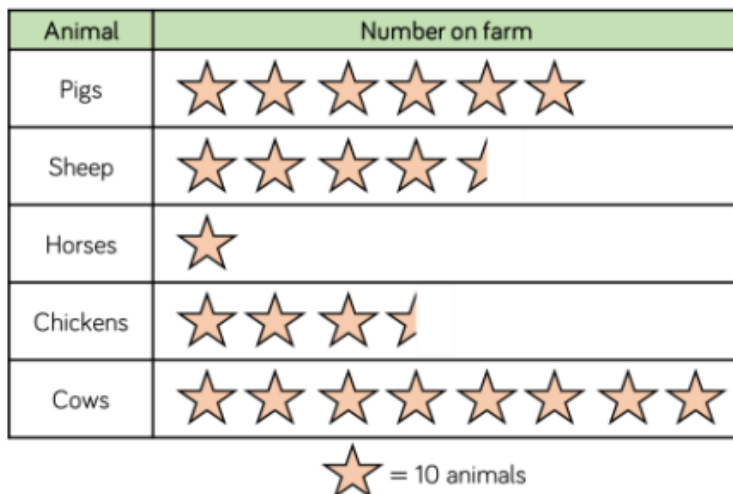 Animal Number on farm
Pigs
Sheep
Horses
Chickens
Cows
= 10 animals